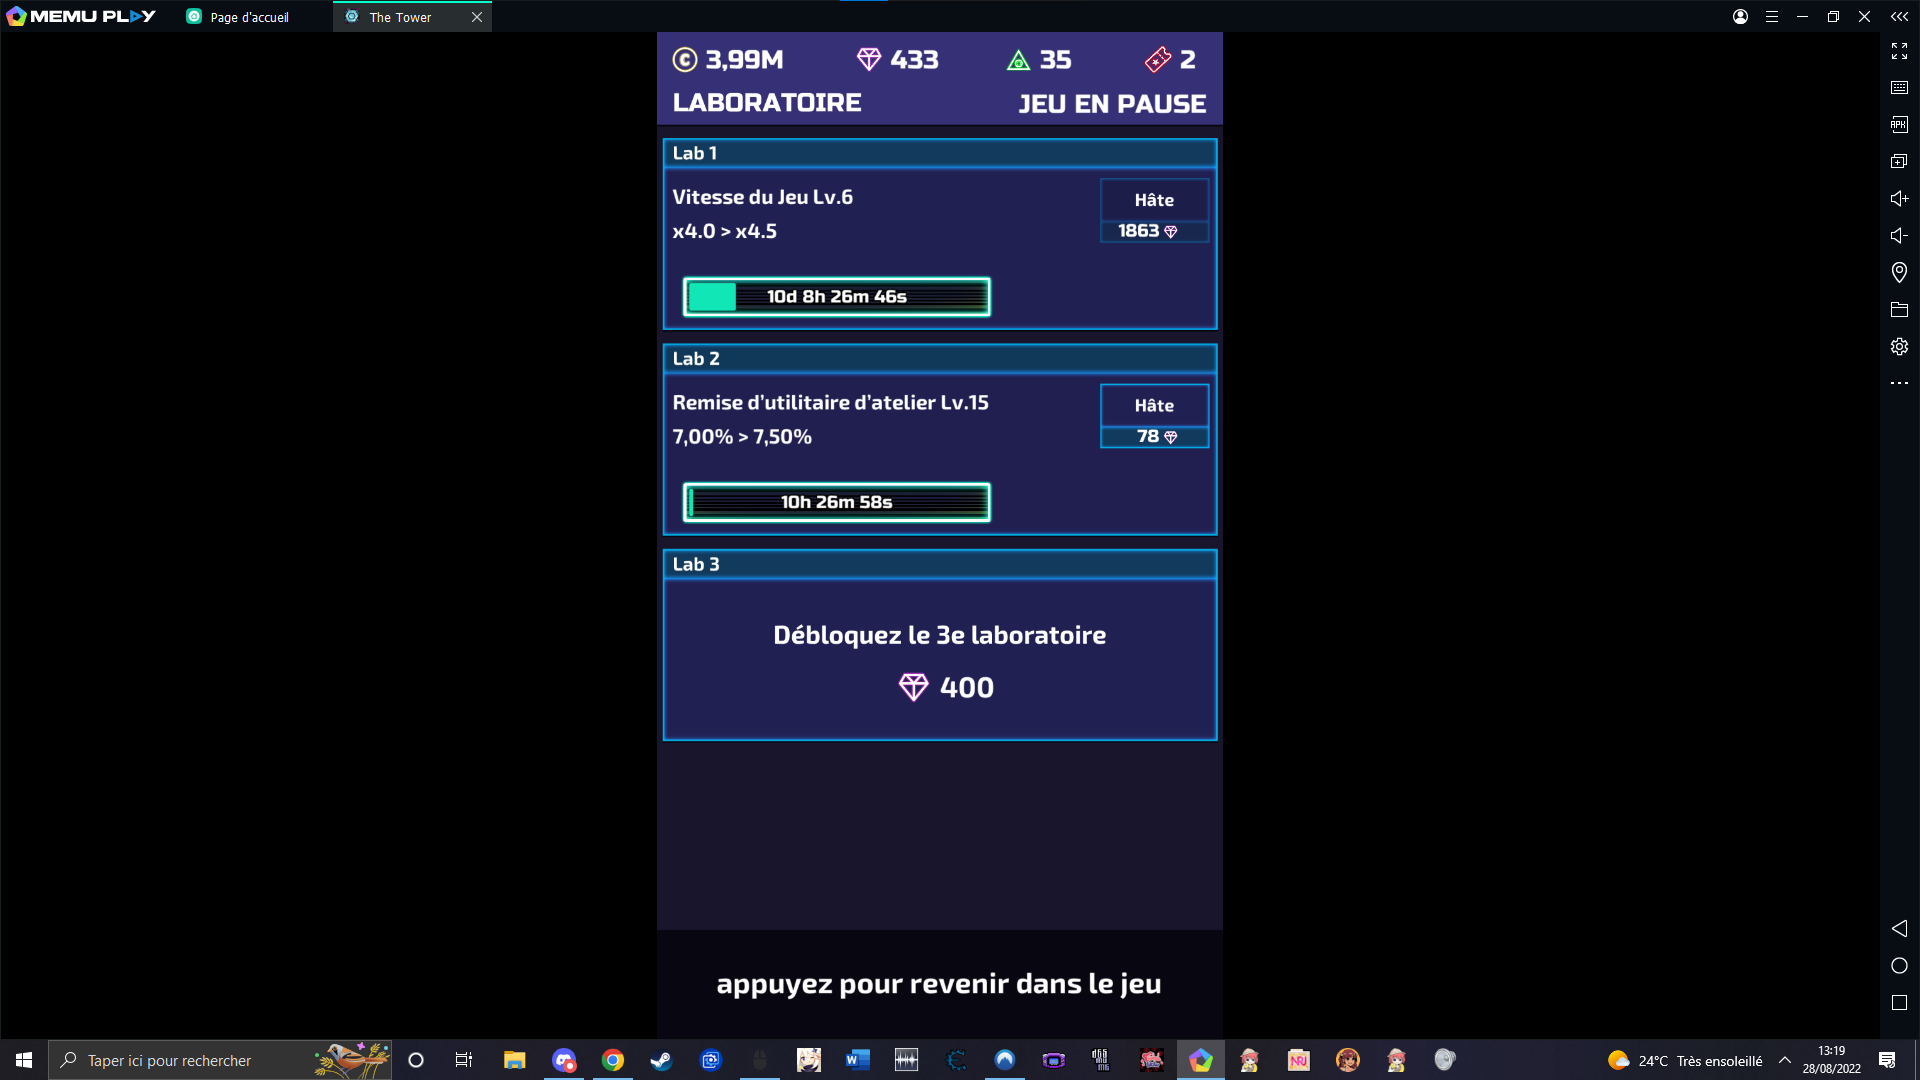 MEMU PLAY
Page d'accueil
The Tower
3,99M
433
35
2
LABORATOIRE
JEU EN PAUSE
Lab 1
Vitesse du Jeu Lv.6
x4.0 > x4.5
Hâte
1863
10d 8h 26m 46s
Lab 2
Remise d’utilitaire d’atelier Lv.15
7,00% > 7,50%
Hâte
78
10h 26m 58s
Lab 3
Débloquez le 3e laboratoire
400
appuyez pour revenir dans le jeu
Taper ici pour rechercher
24°C Très ensoleillé
13:19
28/08/2022